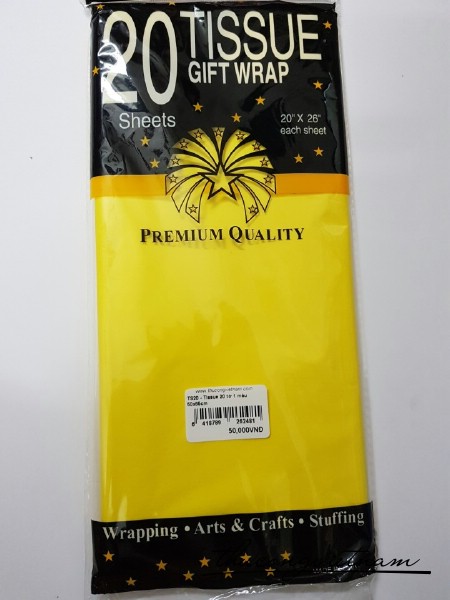 20 TISSUE
GIFT WRAP
Sheets
20" X 26"
each sheet
PREMIUM QUALITY
50,000VND
Wrapping • Arts & Crafts • Stuffing